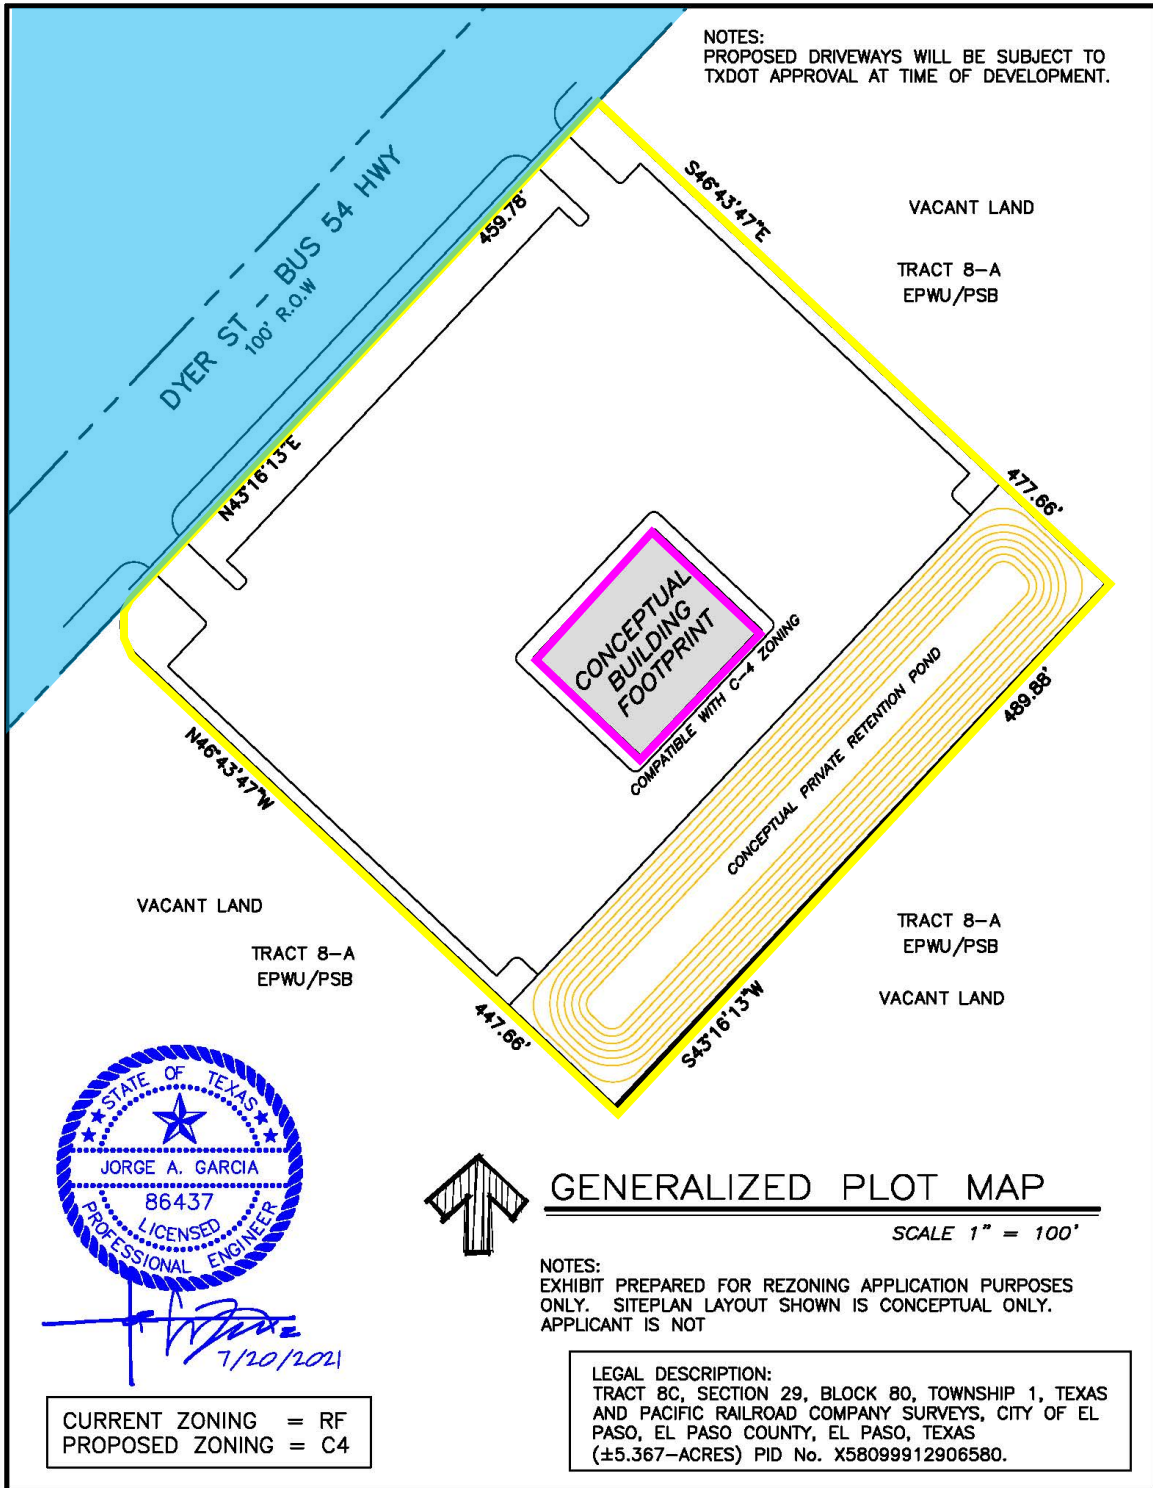 NOTES:
PROPOSED DRIVEWAYS WILL BE SUBJECT TO
TXDOT APPROVAL AT TIME OF DEVELOPMENT.
DYER ST - BUS 54 HWY
100' R.O.W
459.78'
N43°16'13"E
S46°43'47"E
VACANT LAND
TRACT 8-A
EPWU/PSB
477.66'
CONCEPTUAL
BUILDING
FOOTPRINT
COMPATIBLE WITH C-4 ZONING
CONCEPTUAL PRIVATE RETENTION POND
489.88'
N46°43'47"W
VACANT LAND
TRACT 8-A
EPWU/PSB
447.66'
S43°16'13"W
TRACT 8-A
EPWU/PSB
VACANT LAND
STATE OF TEXAS
JORGE A. GARCIA
86437
LICENSED
PROFESSIONAL ENGINEER
7/20/2021
GENERALIZED PLOT MAP
SCALE 1" = 100'
NOTES:
EXHIBIT PREPARED FOR REZONING APPLICATION PURPOSES
ONLY. SITEPLAN LAYOUT SHOWN IS CONCEPTUAL ONLY.
APPLICANT IS NOT
LEGAL DESCRIPTION:
TRACT 8C, SECTION 29, BLOCK 80, TOWNSHIP 1, TEXAS
AND PACIFIC RAILROAD COMPANY SURVEYS, CITY OF EL
PASO, EL PASO COUNTY, EL PASO, TEXAS
(±5.367-ACRES) PID No. X58099912906580.
CURRENT ZONING = RF
PROPOSED ZONING = C4